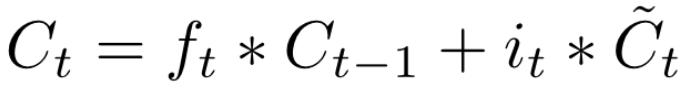 C_t = f_t * C_{t-1} + i_t * \tilde{C}_t